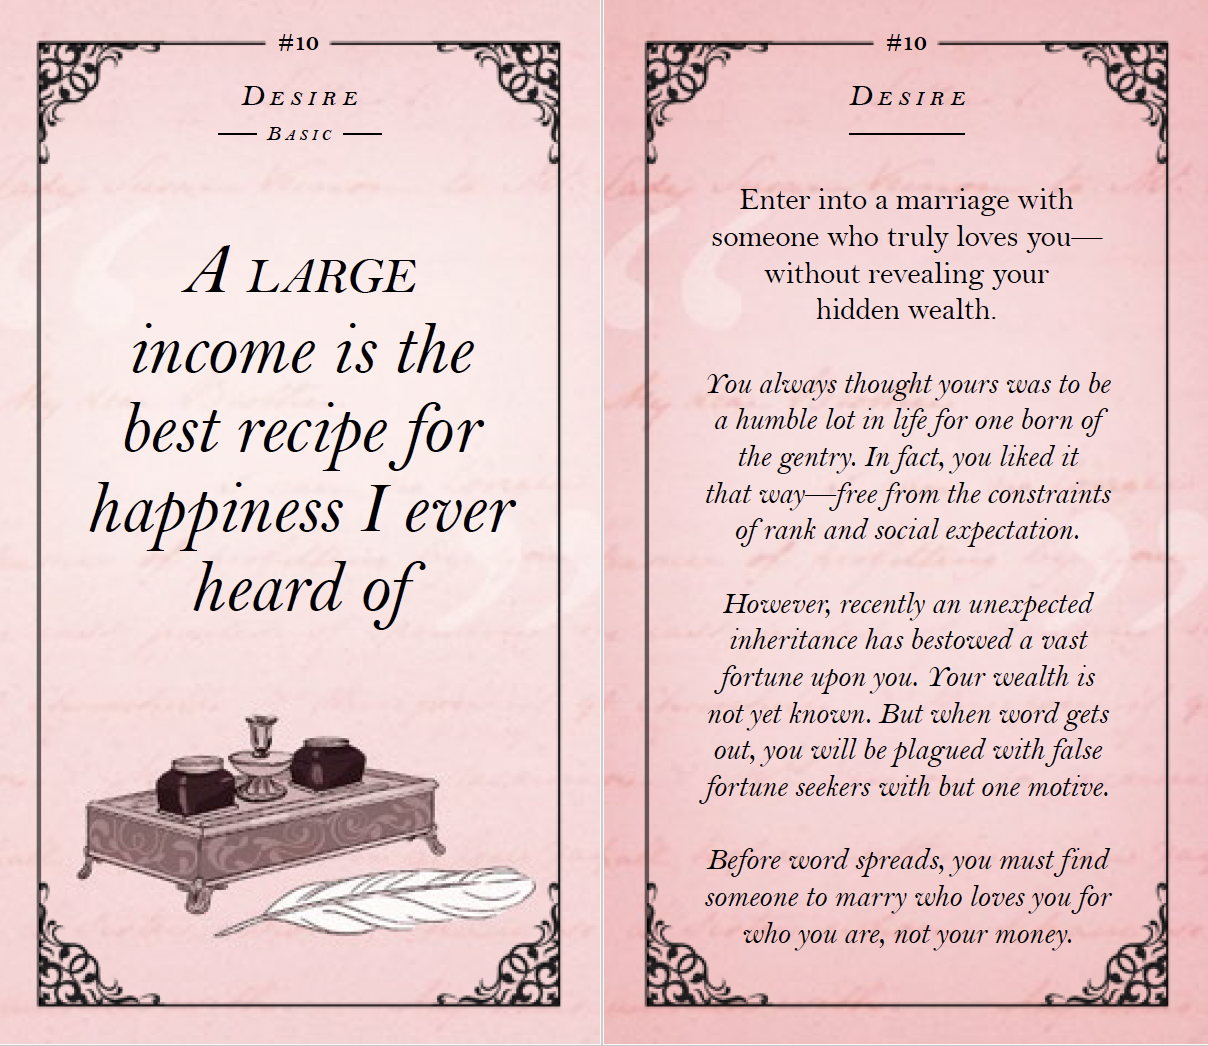 #10
Desire
Basic
A LARGE
income is the
best recipe for
happiness I ever
heard of
#10
Desire
Enter into a marriage with
someone who truly loves you—
without revealing your
hidden wealth.
You always thought yours was to be
a humble lot in life for one born of
the gentry. In fact, you liked it
that way—free from the constraints
of rank and social expectation.
However, recently an unexpected
inheritance has bestowed a vast
fortune upon you. Your wealth is
not yet known. But when word gets
out, you will be plagued with false
fortune seekers with but one motive.
Before word spreads, you must find
someone to marry who loves you for
who you are, not your money.